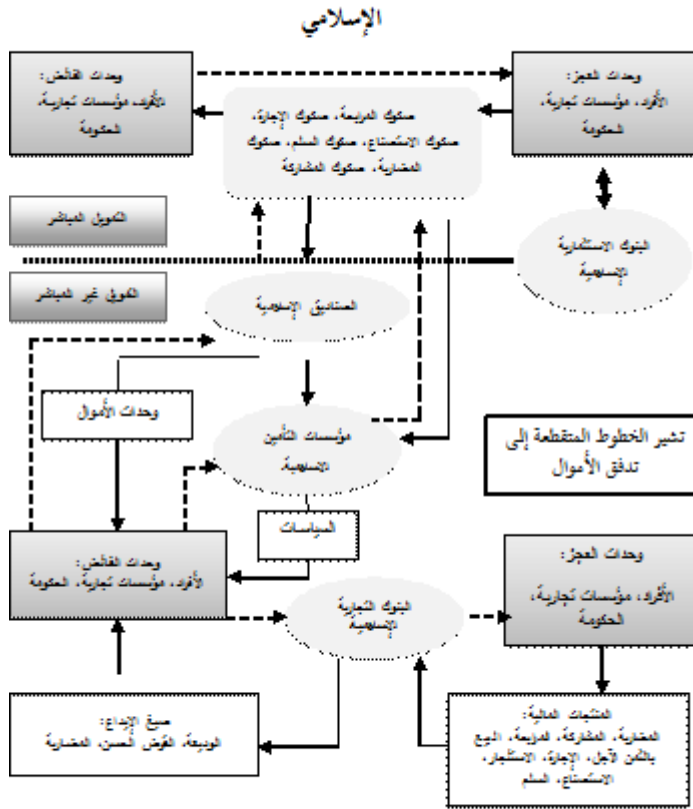 الإسلامي
وحدات الفائض:
الأفراد، مؤسسات تجارية،
الحكومة
وحدات العجز:
الأفراد، مؤسسات تجارية،
الحكومة
صكوك المرابحة، صكوك الإجارة،
صكوك الاستصناع، صكوك السلم، صكوك
المضاربة، صكوك المشاركة
التمويل المباشر
البنوك الاستثمارية
الإسلامية
التمويل غير المباشر
الصناديق الإسلامية
وحدات الأموال
مؤسسات التأمين
الإسلامية
تشير الخطوط المتقطعة إلى
تدفق الأموال
السياسات
وحدات الفائض:
الأفراد، مؤسسات تجارية، الحكومة
وحدات العجز:
الأفراد، مؤسسات تجارية،
الحكومة
البنوك التجارية
الإسلامية
صيغ الإيداع:
الوديعة، القرض الحسن، المضاربة
المنتجات المالية:
المضاربة، المشاركة، المرابحة، البيع
بالثمن لآجل، الإجارة، الاستئجار،
الاستصناع، السلم